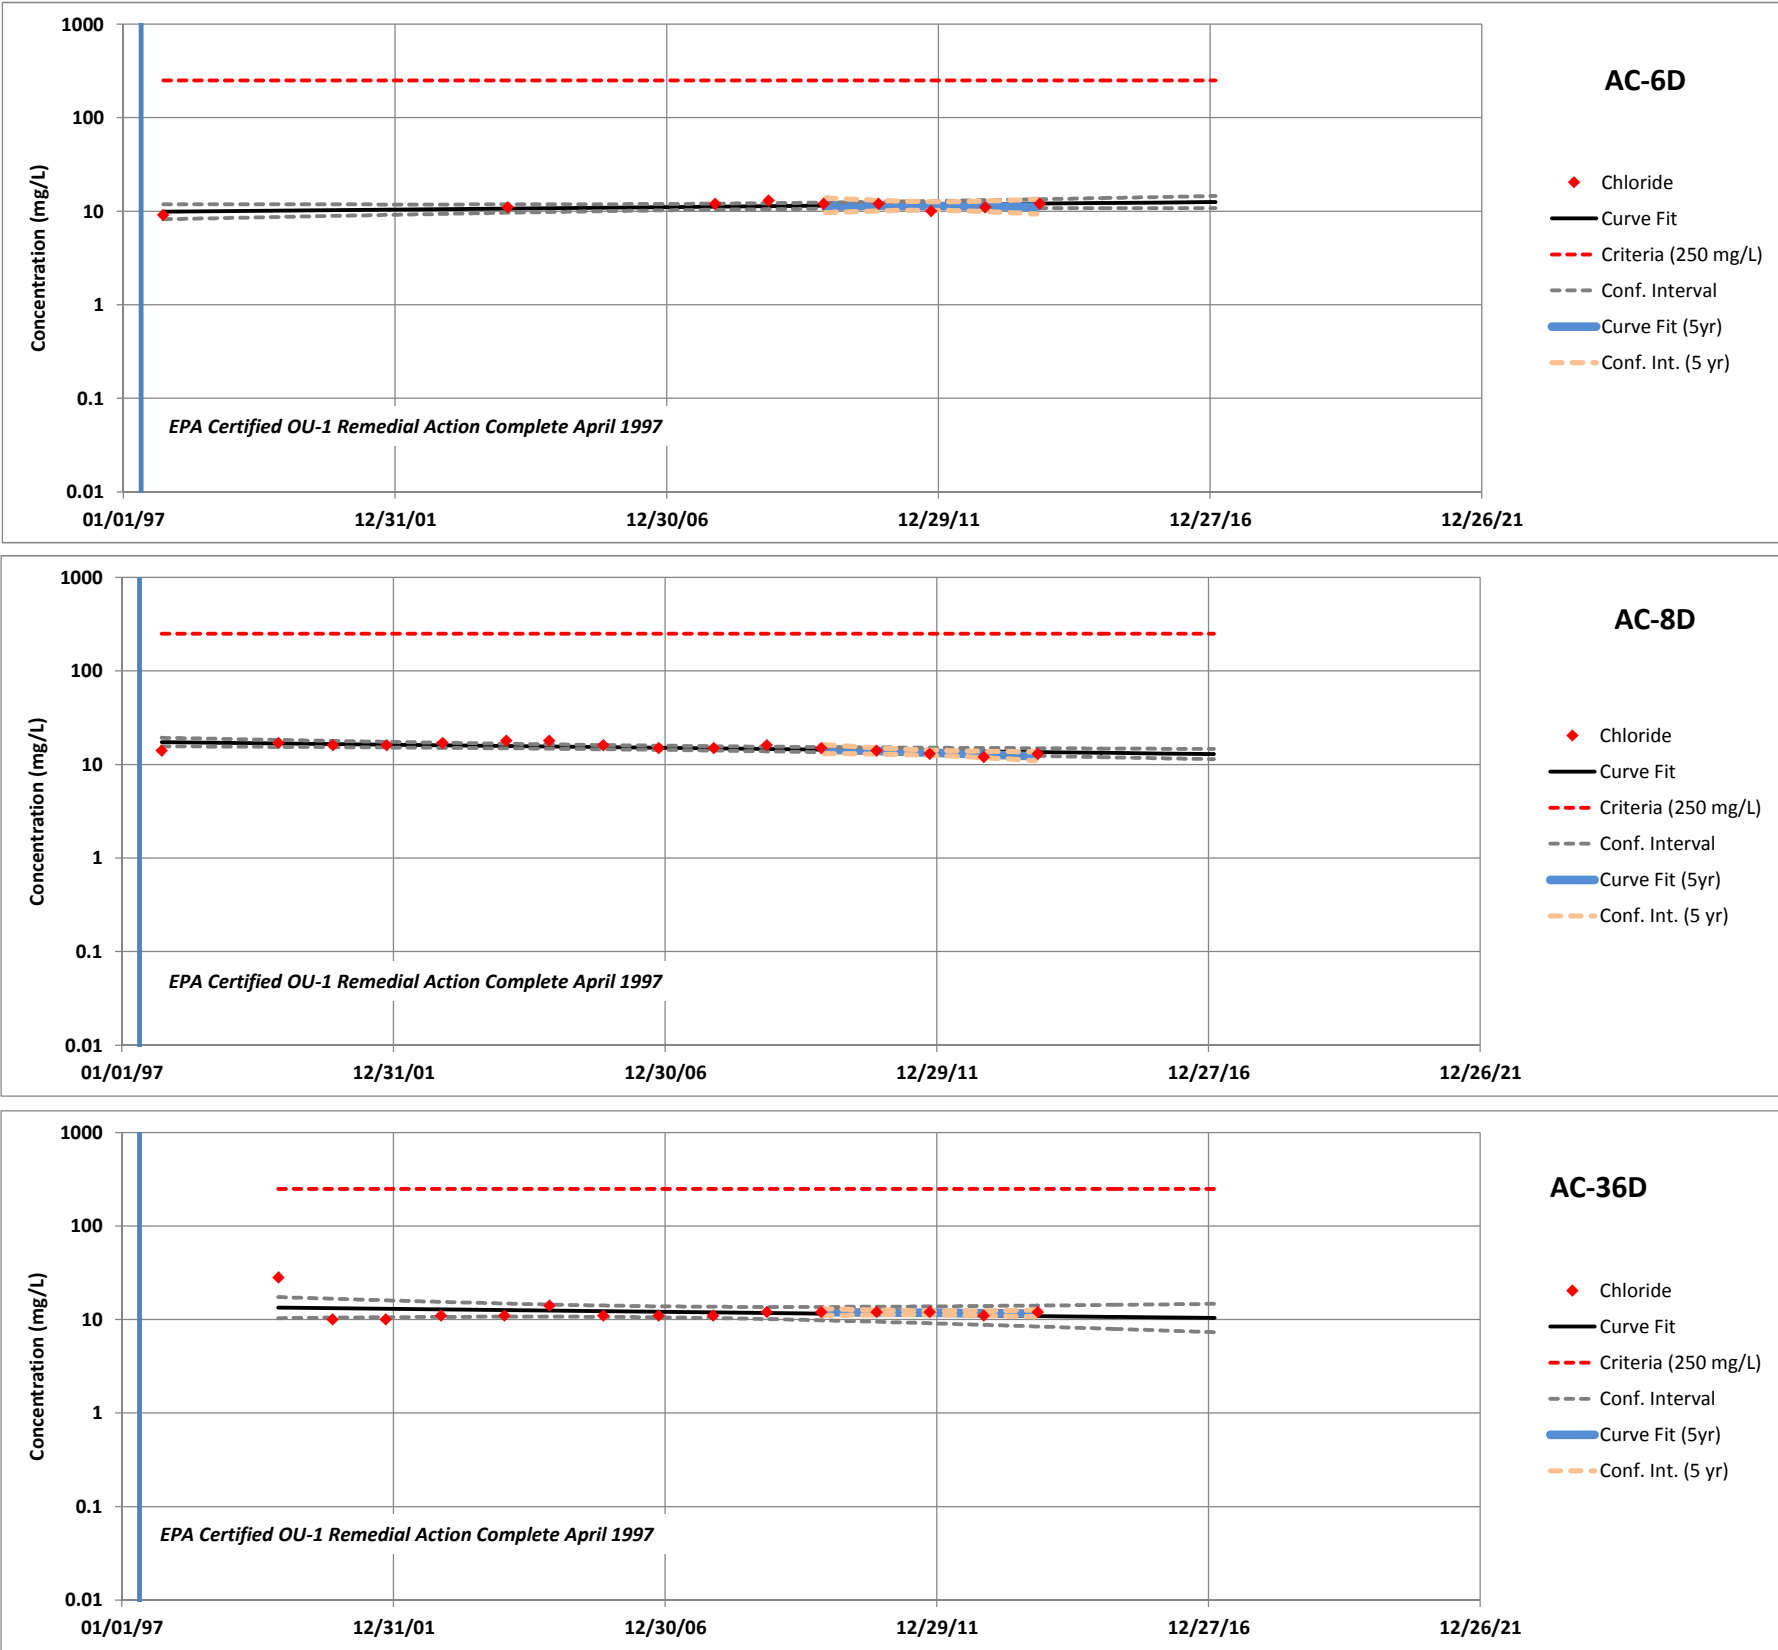 AC-6D
Concentration (mg/L)
1000
100
10
1
0.1
0.01
EPA Certified OU-1 Remedial Action Complete April 1997
01/01/97 12/31/01 12/30/06 12/29/11 12/27/16 12/26/21
Chloride
Curve Fit
Criteria (250 mg/L)
Conf. Interval
Curve Fit (5yr)
Conf. Int. (5 yr)
AC-8D
Concentration (mg/L)
1000
100
10
1
0.1
0.01
EPA Certified OU-1 Remedial Action Complete April 1997
01/01/97 12/31/01 12/30/06 12/29/11 12/27/16 12/26/21
Chloride
Curve Fit
Criteria (250 mg/L)
Conf. Interval
Curve Fit (5yr)
Conf. Int. (5 yr)
AC-36D
Concentration (mg/L)
1000
100
10
1
0.1
0.01
EPA Certified OU-1 Remedial Action Complete April 1997
01/01/97 12/31/01 12/30/06 12/29/11 12/27/16 12/26/21
Chloride
Curve Fit
Criteria (250 mg/L)
Conf. Interval
Curve Fit (5yr)
Conf. Int. (5 yr)